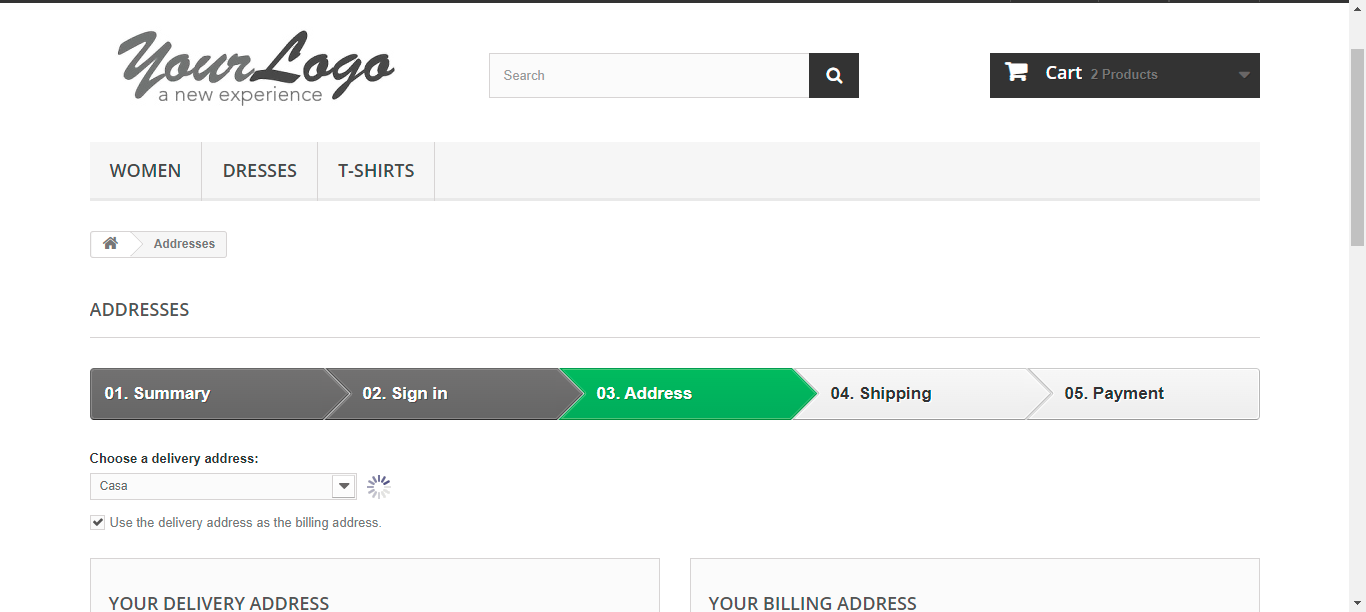 YourLogo
a new experience
Search
Cart 2 Products
WOMEN
DRESSES
T-SHIRTS
Addresses
ADDRESSES
01. Summary
02. Sign in
03. Address
04. Shipping
05. Payment
Choose a delivery address:
Casa
Use the delivery address as the billing address.
YOUR DELIVERY ADDRESS
YOUR BILLING ADDRESS